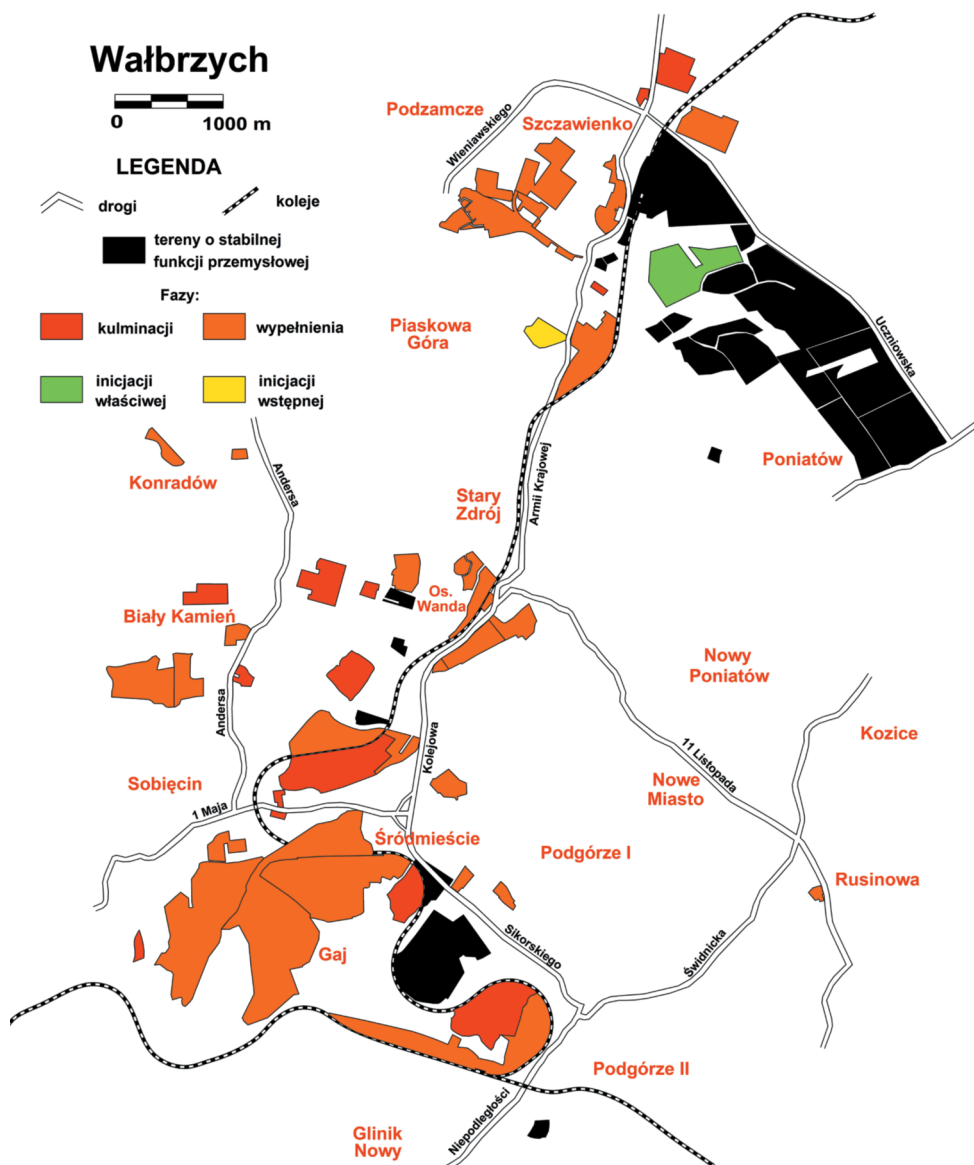 Wałbrzych
0 1000 m
LEGENDA
drogi
koleje
tereny o stabilnej
funkcji przemysłowej
Fazy:
kulminacji
wypełnienia
inicjacji
właściwej
inicjacji
wstępnej
Podzamcze
Wieniawskiego
Szczawienko
Piaskowa
Góra
Uczniowska
Poniatów
Konradów
Andersa
Stary
Zdrój
Armii Krajowej
Biały Kamień
Os.
Wanda
Andersa
Nowy
Poniatów
Kozice
Kolejowa
11 Listopada
Sobięcin
1 Maja
Nowe
Miasto
Śródmieście
Podgórze I
Rusinowa
Gaj
Sikorskiego
Świdnicka
Podgórze II
Niepodległości
Glinik
Nowy